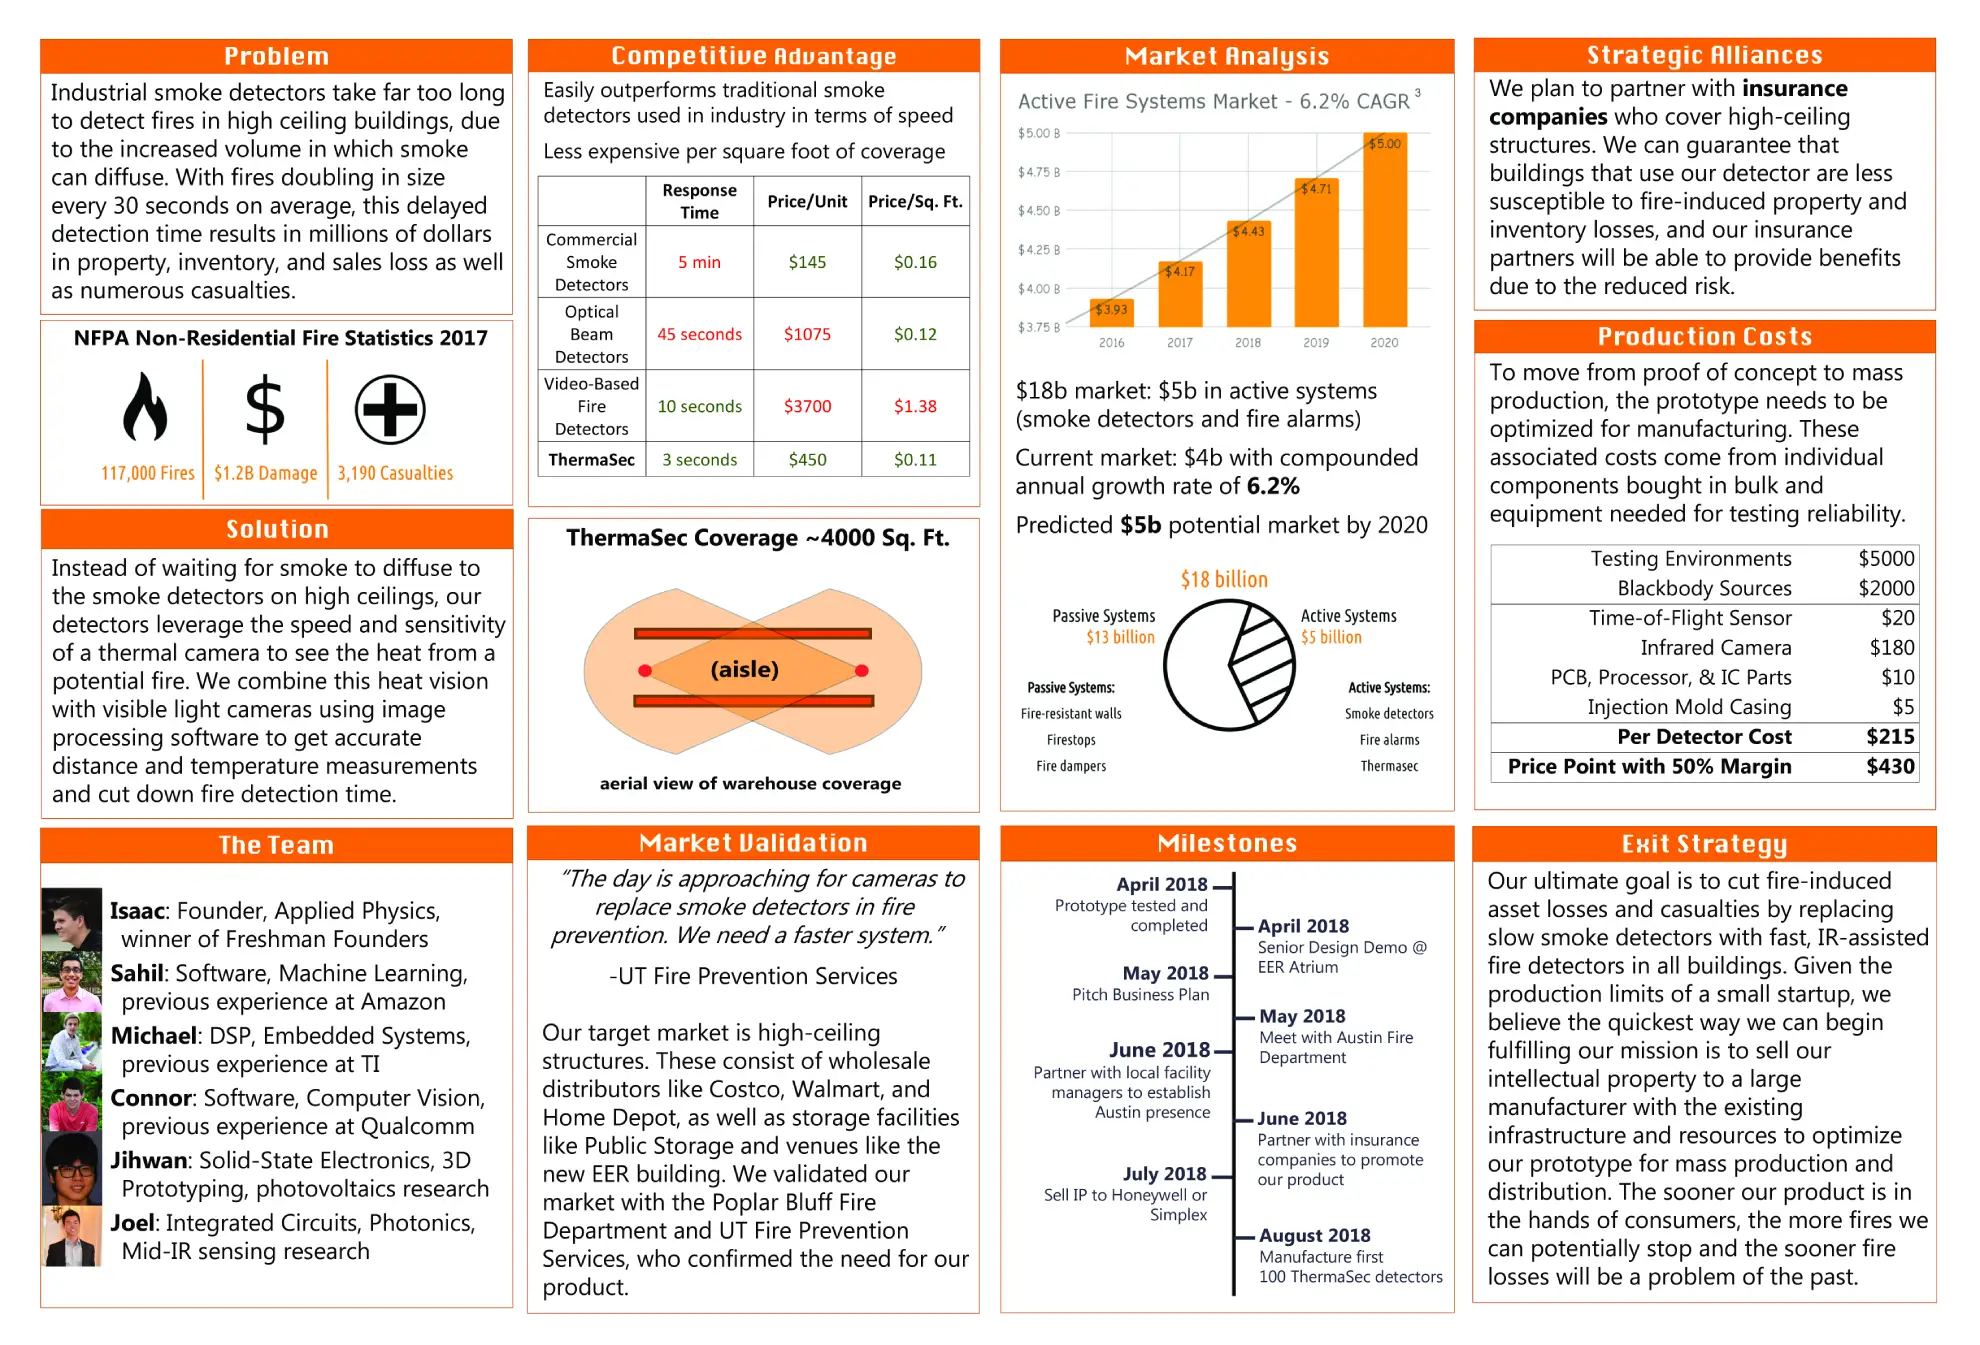 Problem
Industrial smoke detectors take far too long
to detect fires in high ceiling buildings, due
to the increased volume in which smoke
can diffuse. With fires doubling in size
every 30 seconds on average, this delayed
detection time results in millions of dollars
in property, inventory, and sales loss as well
as numerous casualties.
NFPA Non-Residential Fire Statistics 2017
$
117,000 Fires $1.2B Damage 3,190 Casualties
Solution
Instead of waiting for smoke to diffuse to
the smoke detectors on high ceilings, our
detectors leverage the speed and sensitivity
of a thermal camera to see the heat from a
potential fire. We combine this heat vision
with visible light cameras using image
processing software to get accurate
distance and temperature measurements
and cut down fire detection time.
The Team
Isaac: Founder, Applied Physics,
winner of Freshman Founders
Sahil: Software, Machine Learning,
previous experience at Amazon
Michael: DSP, Embedded Systems,
previous experience at TI
Connor: Software, Computer Vision,
previous experience at Qualcomm
Jihwan: Solid-State Electronics, 3D
Prototyping, photovoltaics research
Joel: Integrated Circuits, Photonics,
Mid-IR sensing research
Competitive Advantage
Easily outperforms traditional smoke
detectors used in industry in terms of speed
Less expensive per square foot of coverage
Response Time Price/Unit Price/Sq. Ft.
Commercial Smoke Detectors 5 min $145 $0.16
Optical Beam Detectors 45 seconds $1075 $0.12
Video-Based Fire Detectors 10 seconds $3700 $1.38
ThermaSec 3 seconds $450 $0.11
ThermaSec Coverage ~4000 Sq. Ft.
(aisle)
aerial view of warehouse coverage
Market Validation
“The day is approaching for cameras to
replace smoke detectors in fire
prevention. We need a faster system.”
-UT Fire Prevention Services
Our target market is high-ceiling
structures. These consist of wholesale
distributors like Costco, Walmart, and
Home Depot, as well as storage facilities
like Public Storage and venues like the
new EER building. We validated our
market with the Poplar Bluff Fire
Department and UT Fire Prevention
Services, who confirmed the need for our
product.
Market Analysis
Active Fire Systems Market - 6.2% CAGR 3
$5.00 B
$4.75 B
$4.50 B
$4.25 B
$4.00 B
$3.75 B
$3.93
$4.17
$4.43
$4.71
$5.00
2016 2017 2018 2019 2020
$18b market: $5b in active systems
(smoke detectors and fire alarms)
Current market: $4b with compounded
annual growth rate of 6.2%
Predicted $5b potential market by 2020
$18 billion
Passive Systems
$13 billion
Active Systems
$5 billion
Passive Systems:
Fire-resistant walls
Firestops
Fire dampers
Active Systems:
Smoke detectors
Fire alarms
Thermasec
Milestones
April 2018
Prototype tested and
completed
April 2018
Senior Design Demo @
EER Atrium
May 2018
Pitch Business Plan
May 2018
Meet with Austin Fire
Department
June 2018
Partner with local facility
managers to establish
Austin presence
June 2018
Partner with insurance
companies to promote
our product
July 2018
Sell IP to Honeywell or
Simplex
August 2018
Manufacture first
100 ThermaSec detectors
Strategic Alliances
We plan to partner with insurance
companies who cover high-ceiling
structures. We can guarantee that
buildings that use our detector are less
susceptible to fire-induced property and
inventory losses, and our insurance
partners will be able to provide benefits
due to the reduced risk.
Production Costs
To move from proof of concept to mass
production, the prototype needs to be
optimized for manufacturing. These
associated costs come from individual
components bought in bulk and
equipment needed for testing reliability.
Testing Environments $5000
Blackbody Sources $2000
Time-of-Flight Sensor $20
Infrared Camera $180
PCB, Processor, & IC Parts $10
Injection Mold Casing $5
Per Detector Cost $215
Price Point with 50% Margin $430
Exit Strategy
Our ultimate goal is to cut fire-induced
asset losses and casualties by replacing
slow smoke detectors with fast, IR-assisted
fire detectors in all buildings. Given the
production limits of a small startup, we
believe the quickest way we can begin
fulfilling our mission is to sell our
intellectual property to a large
manufacturer with the existing
infrastructure and resources to optimize
our prototype for mass production and
distribution. The sooner our product is in
the hands of consumers, the more fires we
can potentially stop and the sooner fire
losses will be a problem of the past.